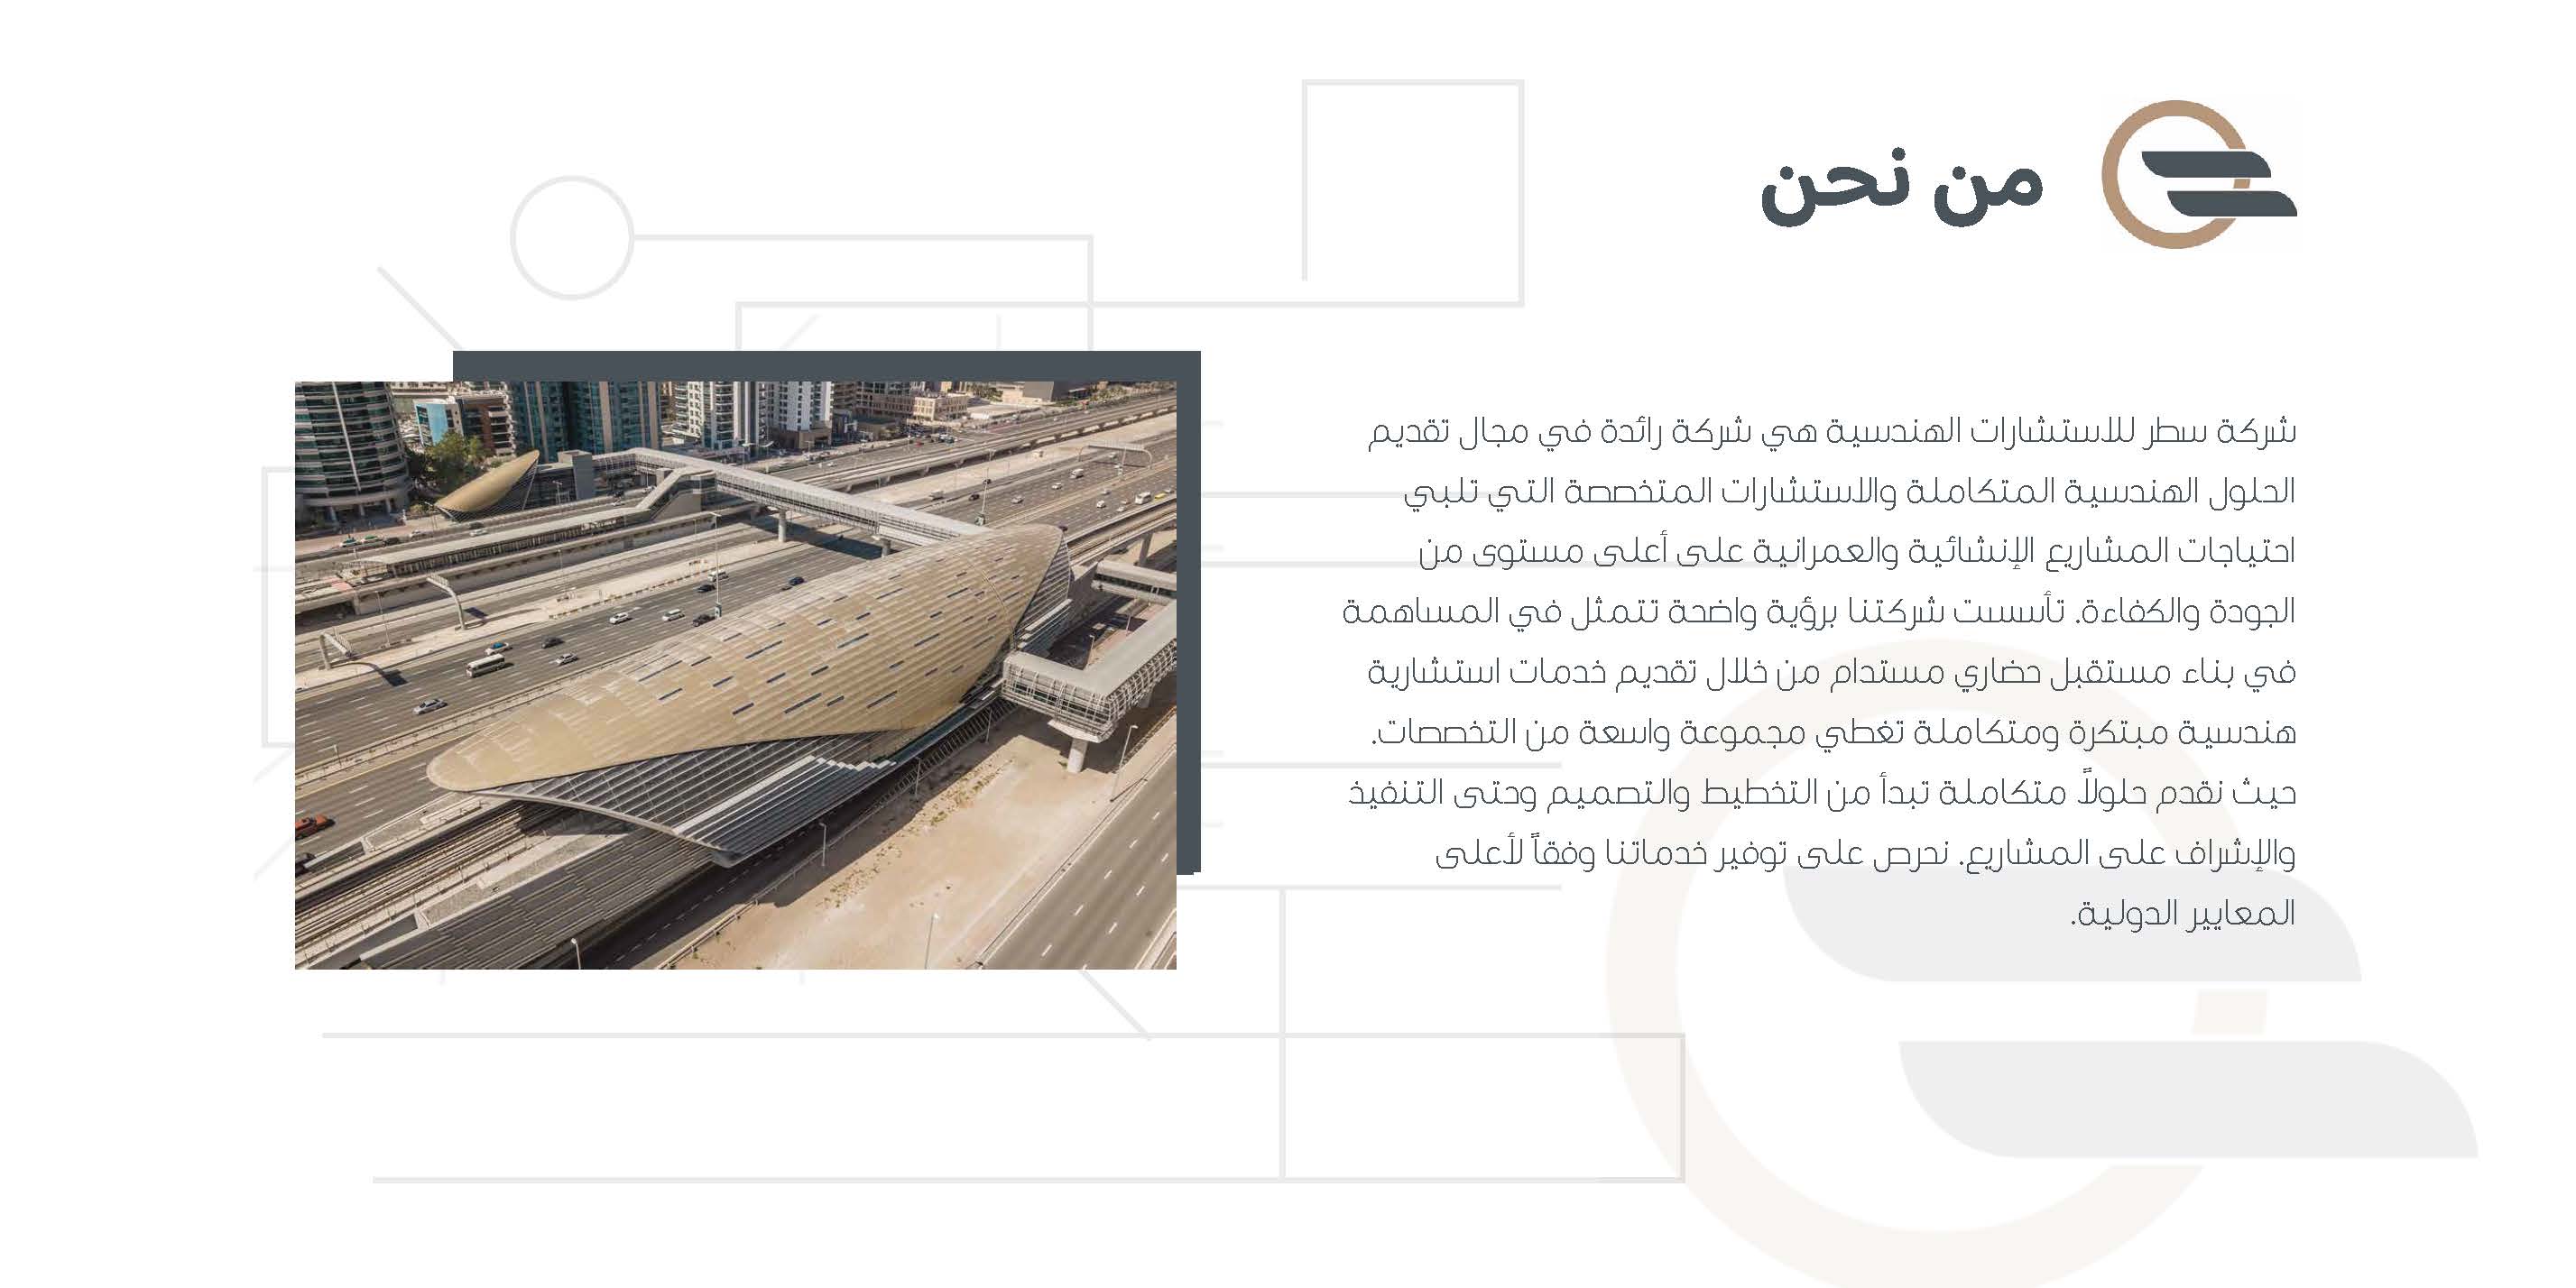 من نحن
شركة سطر للاستشارات الهندسية هي شركة رائدة في مجال تقديم
الحلول الهندسية المتكاملة والاستشارات المتخصصة التي تلبي
احتياجات المشاريع الإنشائية والعمرانية على أعلى مستوى من
الجودة والكفاءة. تأسست شركتنا برؤية واضحة تتمثل في المساهمة
في بناء مستقبل حضاري مستدام من خلال تقديم خدمات استشارية
هندسية مبتكرة ومتكاملة تغطي مجموعة واسعة من التخصصات.
حيث نقدم حلولاً متكاملة تبدأ من التخطيط والتصميم وحتى التنفيذ
والإشراف على المشاريع. نحرص على توفير خدماتنا وفقاً لأعلى
المعايير الدولية.